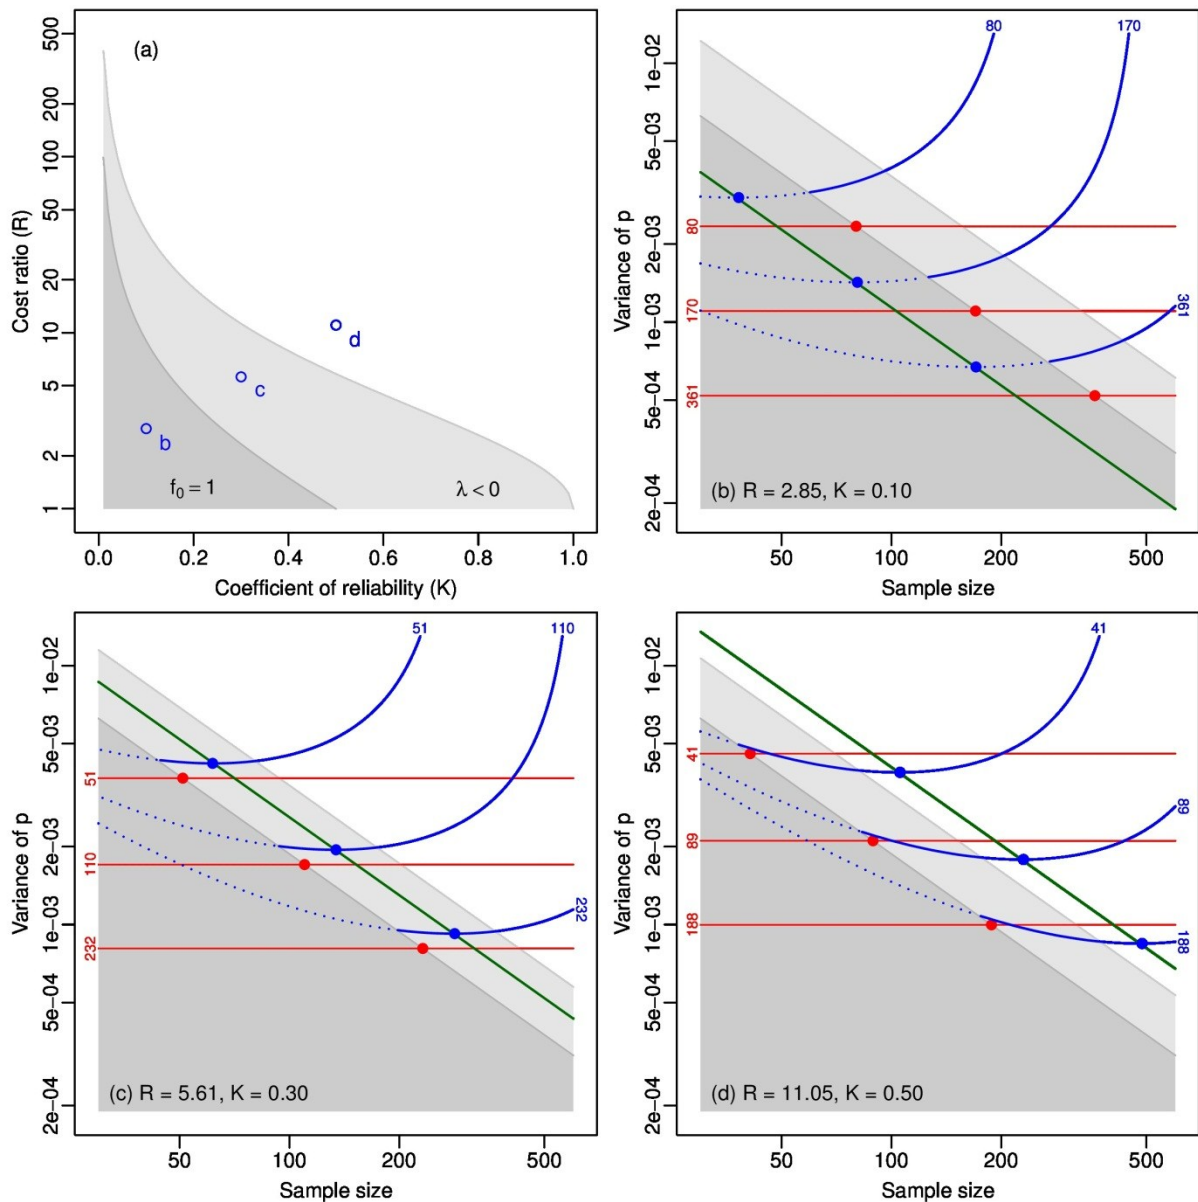 (a)
Cost ratio (R)
500
200
100
50
20
10
5
2
1
b
c
d
f0 = 1
λ < 0
0.0 0.2 0.4 0.6 0.8 1.0
Coefficient of reliability (K)
Variance of p
1e−02
5e−03
2e−03
1e−03
5e−04
2e−04
80 170
361
80
170
361
(b) R = 2.85, K = 0.10
50 100 200 500
Sample size
Variance of p
1e−02
5e−03
2e−03
1e−03
5e−04
2e−04
51 110
232
51
110
232
(c) R = 5.61, K = 0.30
50 100 200 500
Sample size
Variance of p
1e−02
5e−03
2e−03
1e−03
5e−04
2e−04
41
89
188
41
89
188
(d) R = 11.05, K = 0.50
50 100 200 500
Sample size